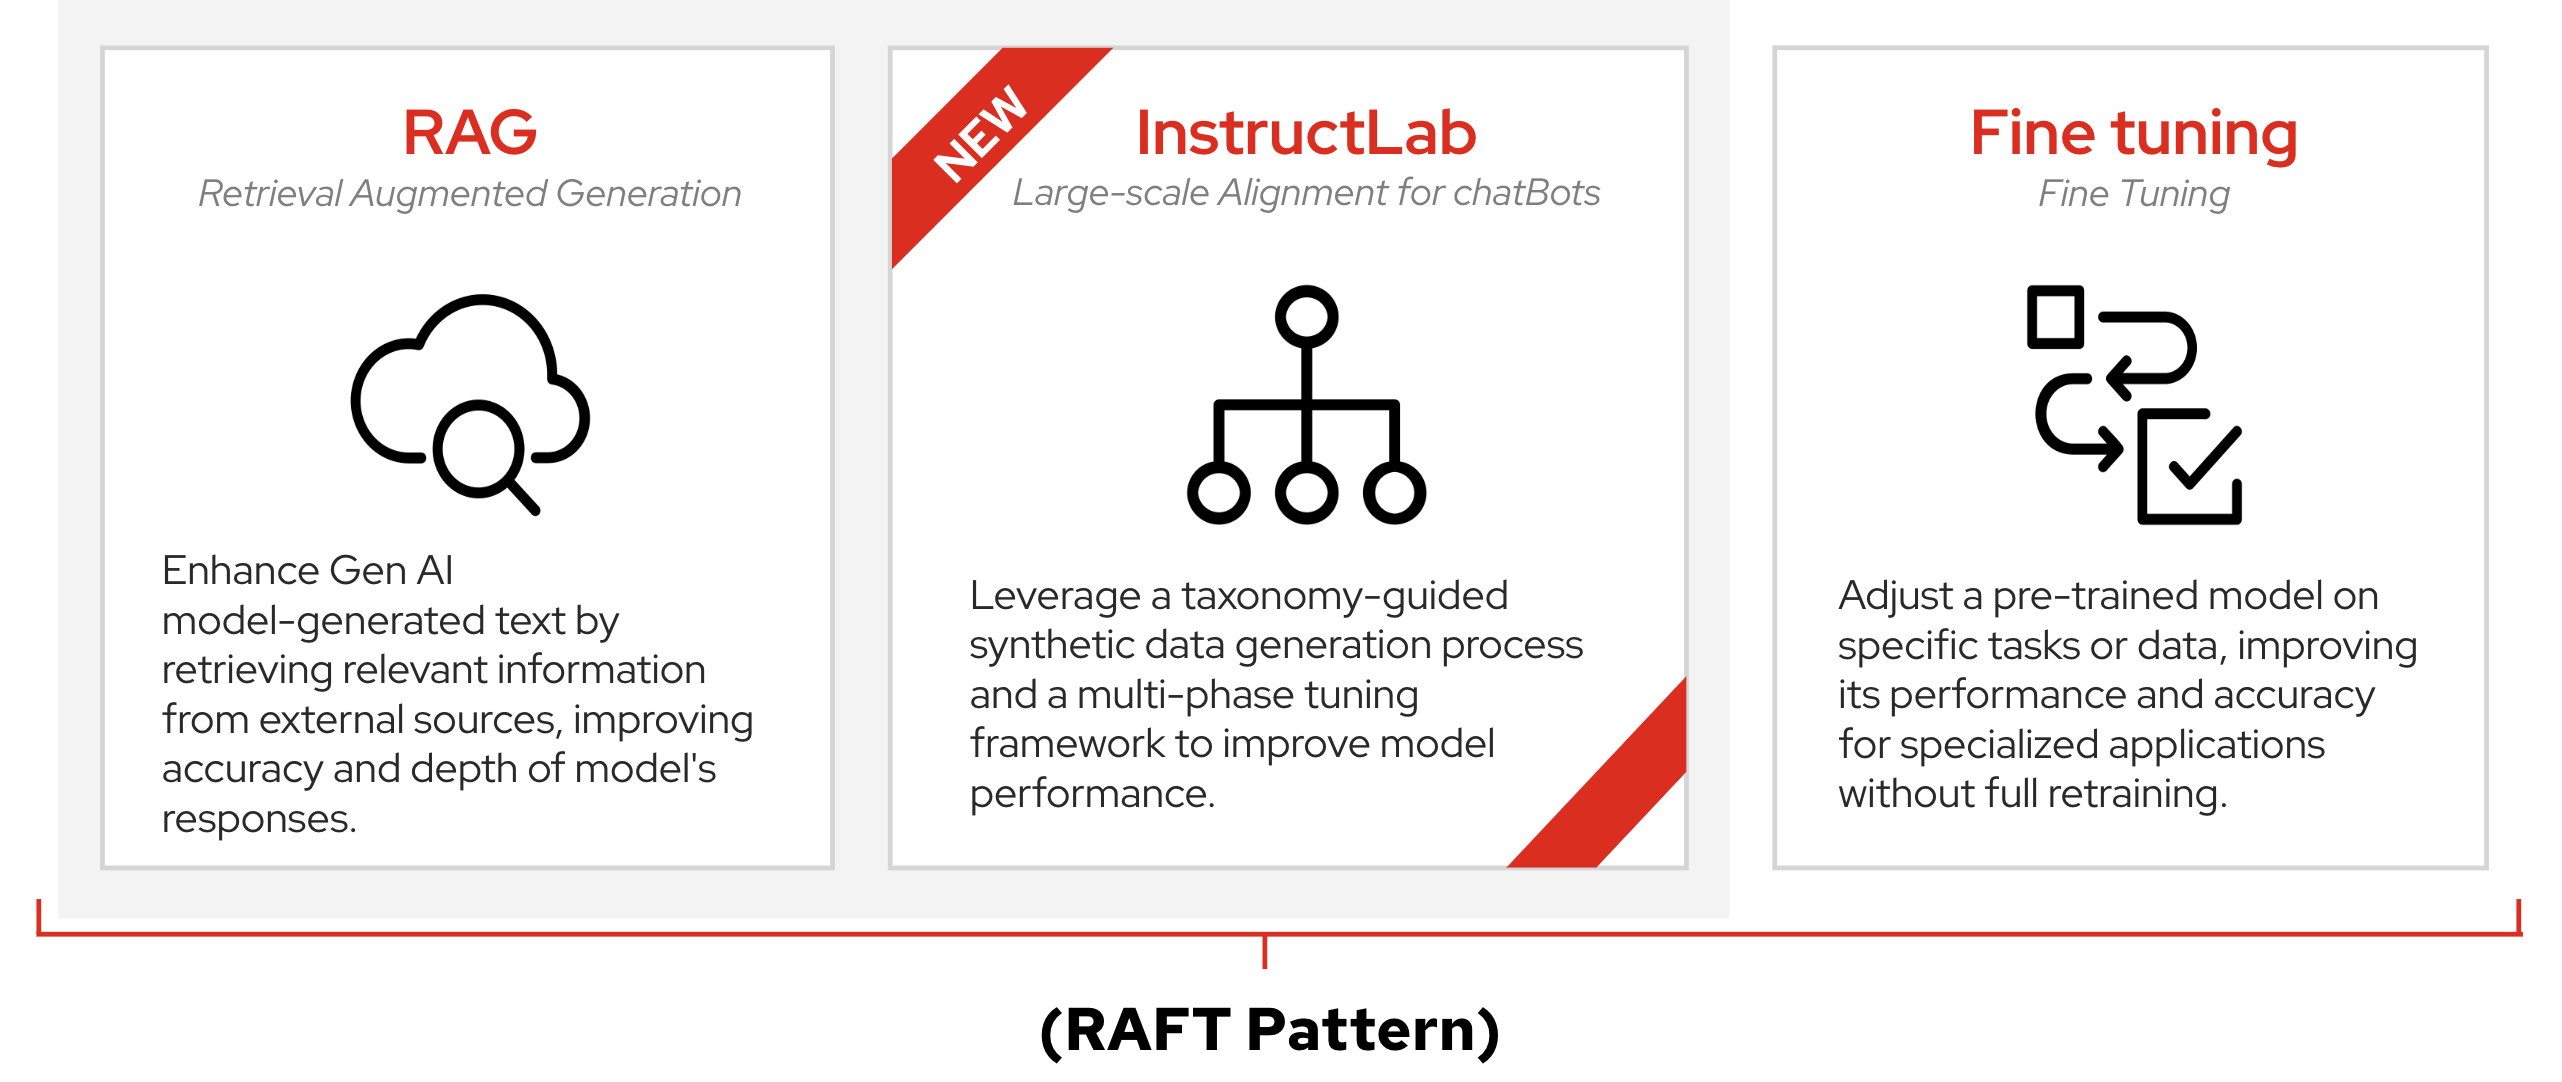 RAG
Retrieval Augmented Generation
Enhance Gen AI
model-generated text by
retrieving relevant information
from external sources, improving
accuracy and depth of model's
responses.
NEW
InstructLab
Large-scale Alignment for chatBots
Leverage a taxonomy-guided
synthetic data generation process
and a multi-phase tuning
framework to improve model
performance.
Fine tuning
Fine Tuning
Adjust a pre-trained model on
specific tasks or data, improving
its performance and accuracy
for specialized applications
without full retraining.
(RAFT Pattern)